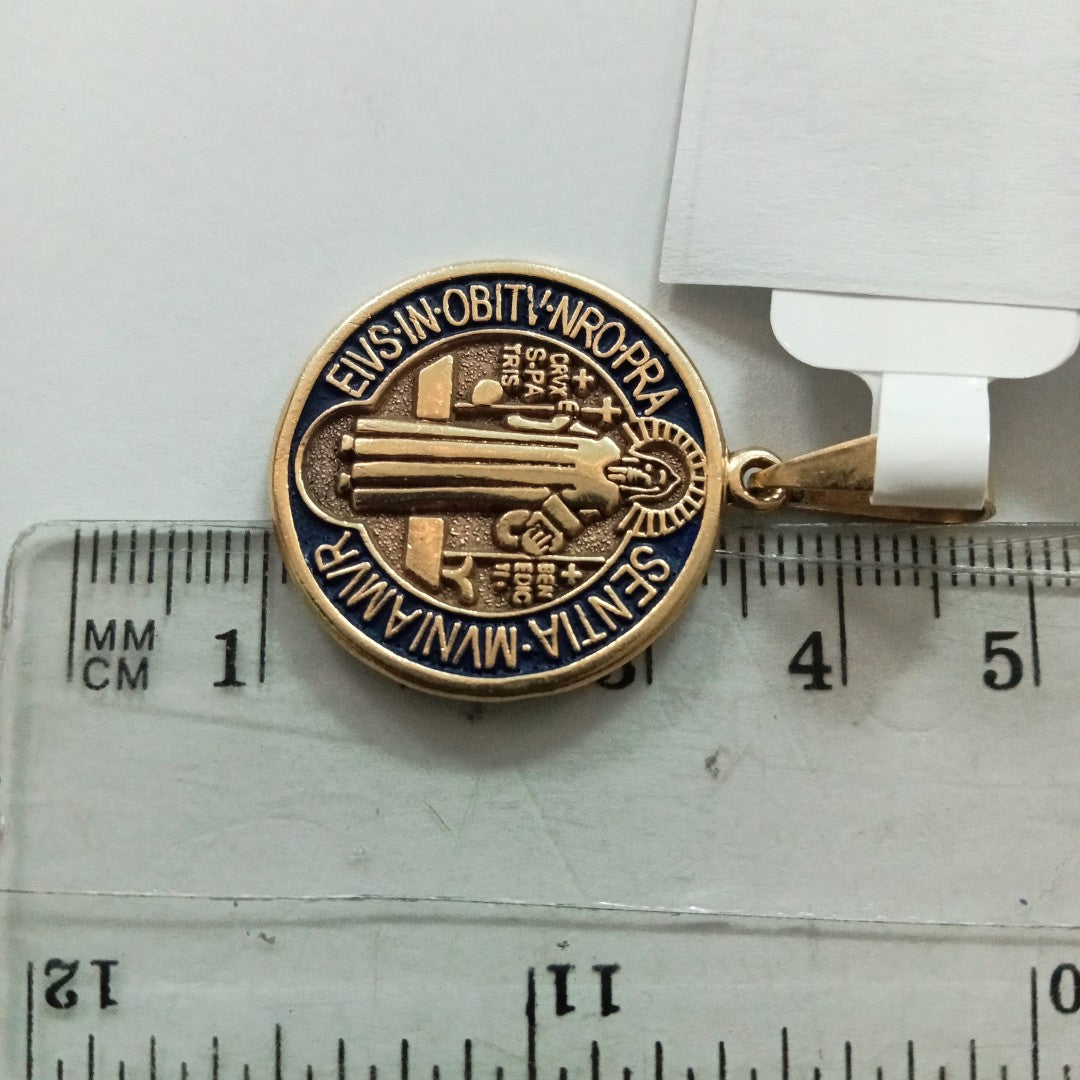 EIVS·IN·OBITV·NRO·PRA
SENTIA·MVNIAMVR
CRVX
S·PA
TRIS
BEN
EDIC
TI·
MM
CM
1
3
4
5
12
11